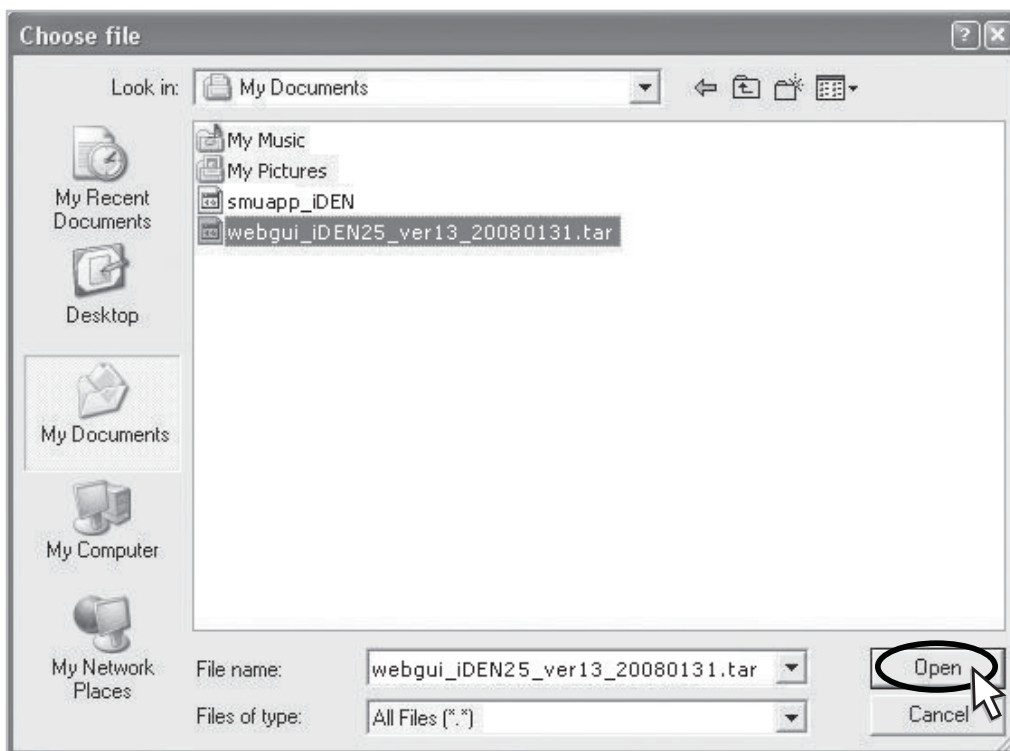 Choose file
Look in:
My Documents
My Recent
Documents
Desktop
My Documents
My Computer
My Network
Places
My Music
My Pictures
smuapp_iDEN
webgui_iDEN25_ver13_20080131.tar
File name:
webgui_iDEN25_ver13_20080131.tar
Open
Files of type:
All Files (*.*)
Cancel